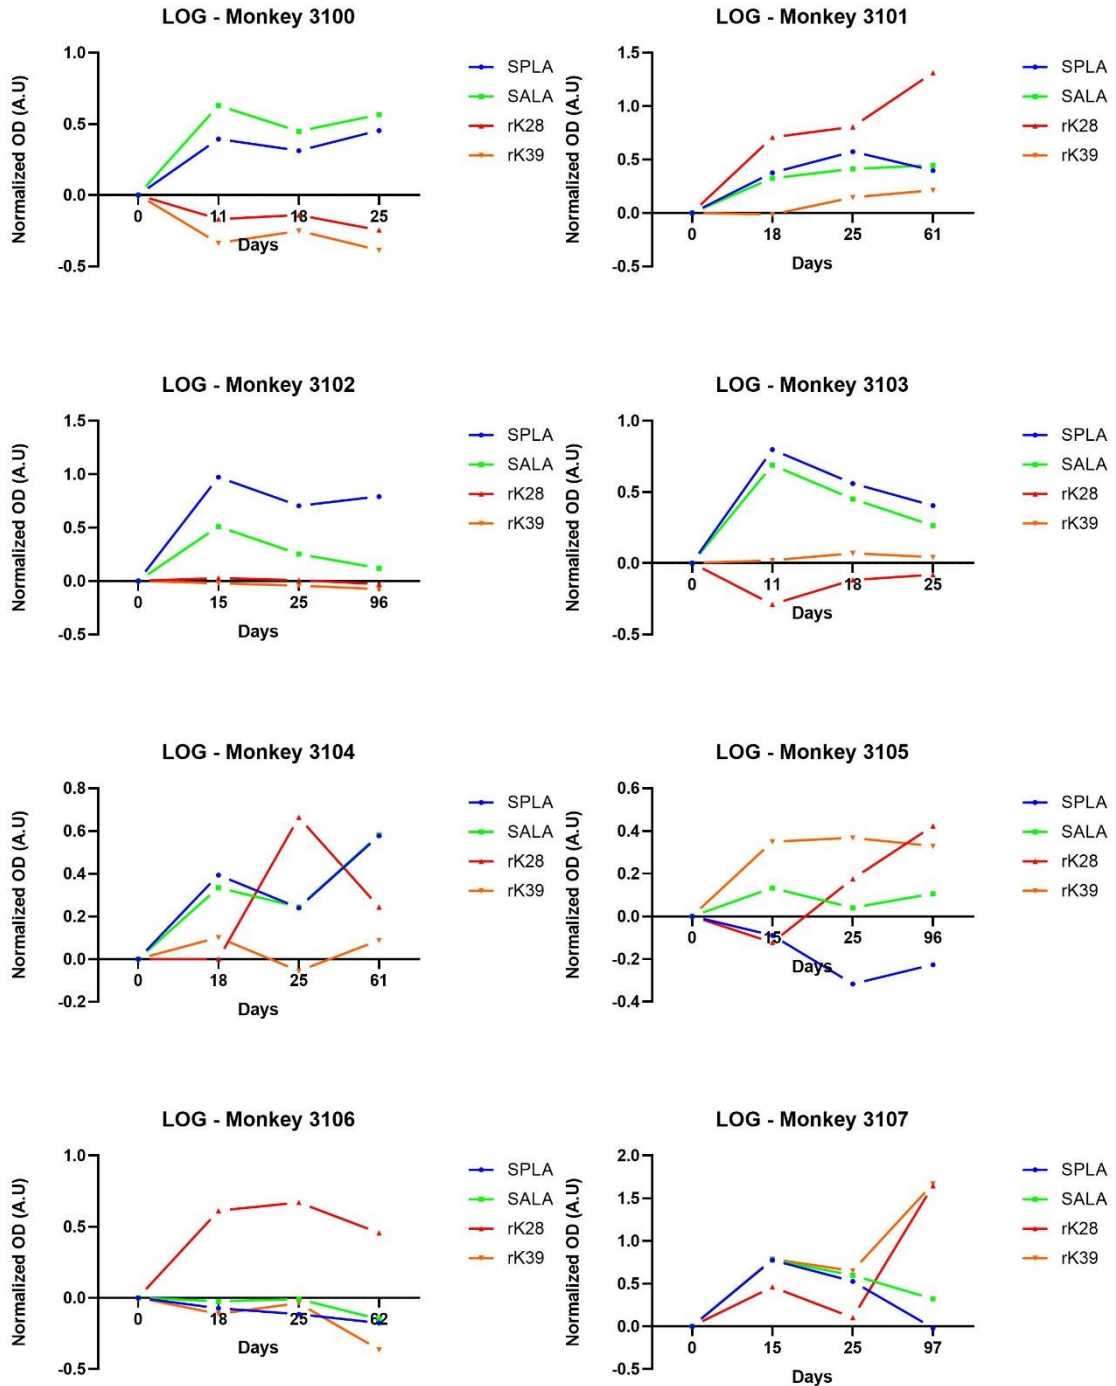 LOG - Monkey 3100
Normalized OD (A.U)
1.0
0.5
0.0
-0.5
0 11 18 25
Days
SPLA
SALA
rK28
rK39
LOG - Monkey 3101
Normalized OD (A.U)
1.5
1.0
0.5
0.0
-0.5
0 18 25 61
Days
SPLA
SALA
rK28
rK39
LOG - Monkey 3102
Normalized OD (A.U)
1.5
1.0
0.5
0.0
-0.5
0 15 25 96
Days
SPLA
SALA
rK28
rK39
LOG - Monkey 3103
Normalized OD (A.U)
1.0
0.5
0.0
-0.5
0 11 18 25
Days
SPLA
SALA
rK28
rK39
LOG - Monkey 3104
Normalized OD (A.U)
0.8
0.6
0.4
0.2
0.0
-0.2
0 18 25 61
Days
SPLA
SALA
rK28
rK39
LOG - Monkey 3105
Normalized OD (A.U)
0.6
0.4
0.2
0.0
-0.2
-0.4
0 15 25 96
Days
SPLA
SALA
rK28
rK39
LOG - Monkey 3106
Normalized OD (A.U)
1.0
0.5
0.0
-0.5
0 18 25 62
Days
SPLA
SALA
rK28
rK39
LOG - Monkey 3107
Normalized OD (A.U)
2.0
1.5
1.0
0.5
0.0
-0.5
0 15 25 97
Days
SPLA
SALA
rK28
rK39